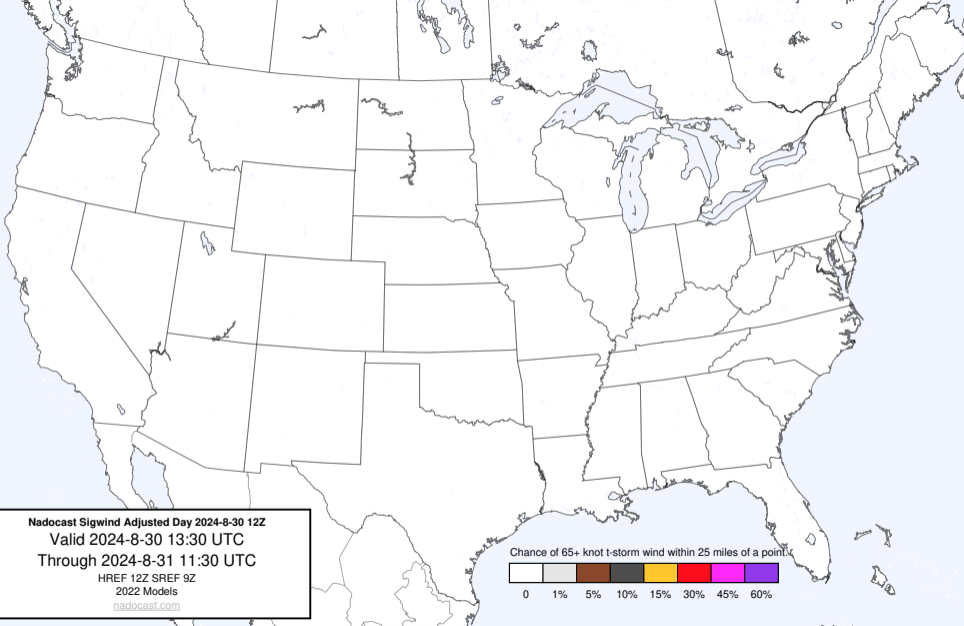 Nadocast Sigwind Adjusted Day 2024-8-30 12Z
Valid 2024-8-30 13:30 UTC
Through 2024-8-31 11:30 UTC
HREF 12Z SREF 9Z
2022 Models
nadocast.com
Chance of 65+ knot t-storm wind within 25 miles of a point.
0 1% 5% 10% 15% 30% 45% 60%